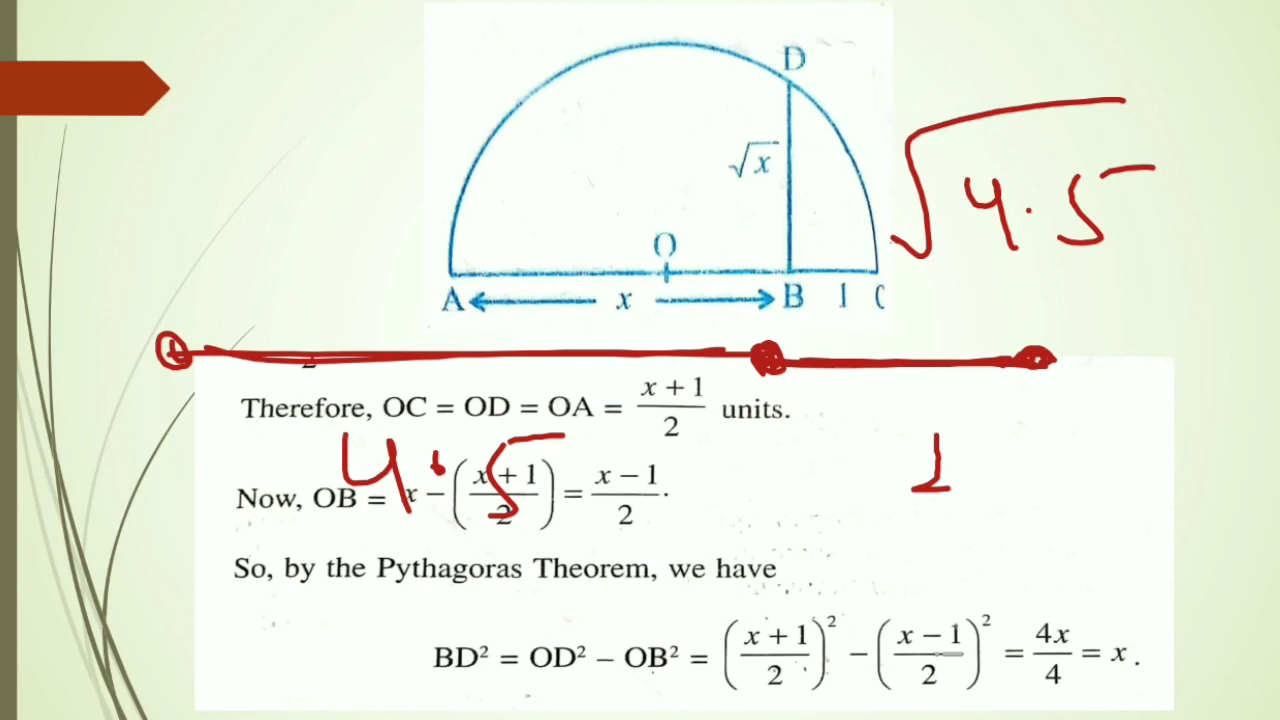 D
√x
√4.5
O
A x B 1 C
Therefore, OC = OD = OA = (x + 1)/2 units.
4.5
1
Now, OB = x − ((x + 1)/2) = (x − 1)/2.
So, by the Pythagoras Theorem, we have
BD² = OD² − OB² = ((x + 1)/2)² − ((x − 1)/2)² = 4x/4 = x.